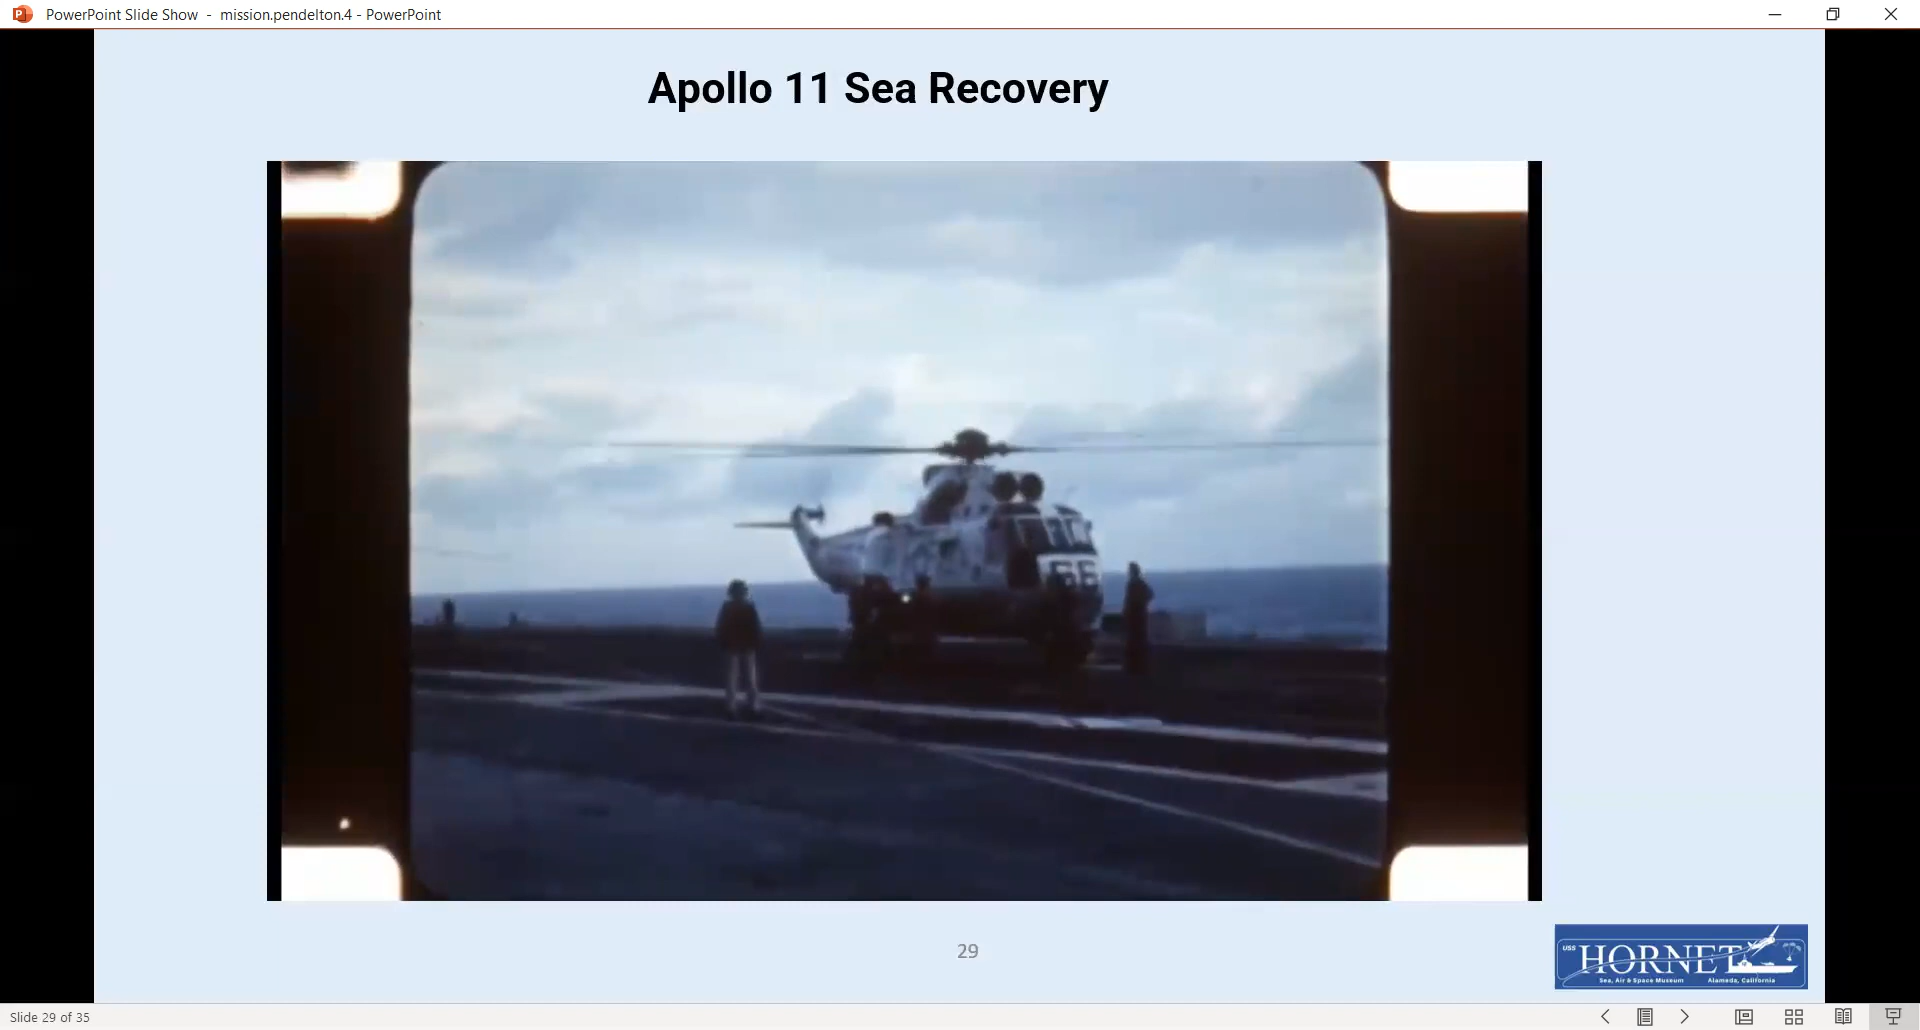 PowerPoint Slide Show - mission.pendelton.4 - PowerPoint
Apollo 11 Sea Recovery
66
29
USS
HORNET
Sea, Air & Space Museum Alameda, California
Slide 29 of 35